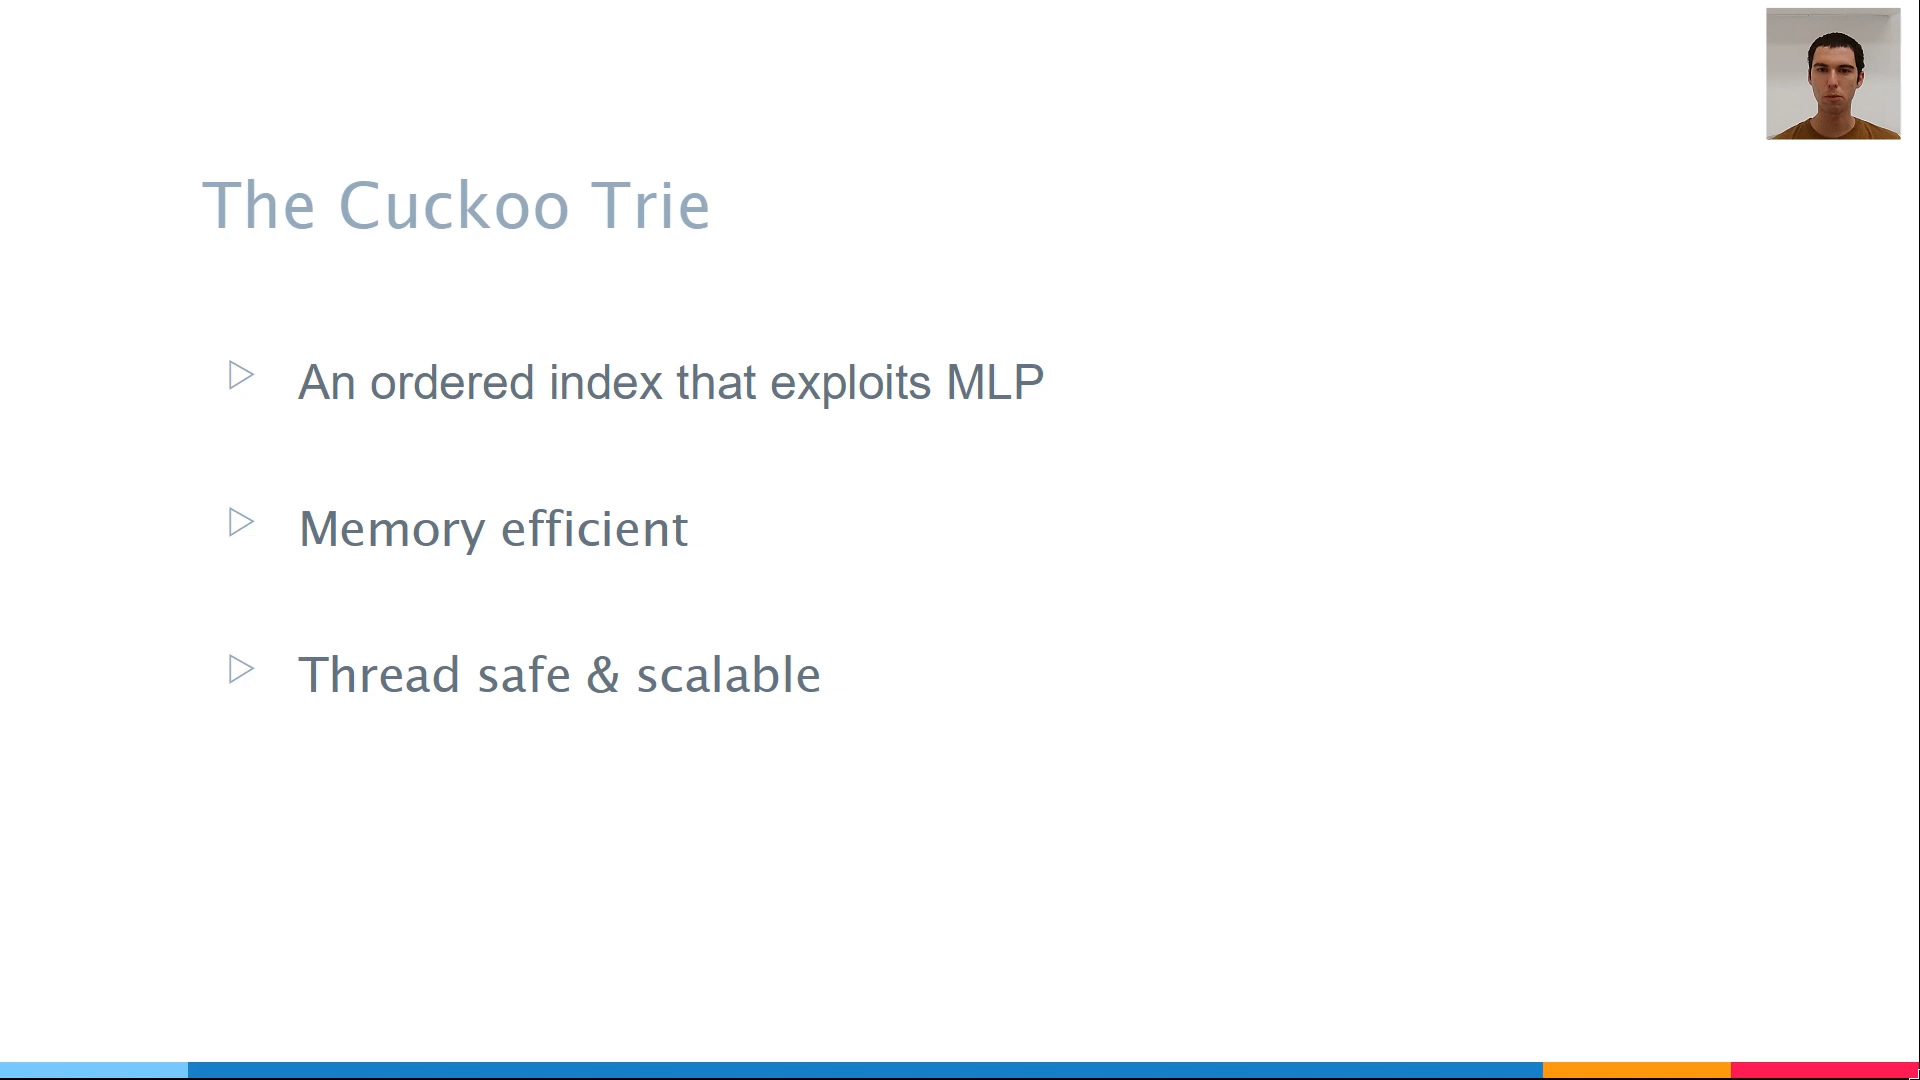 The Cuckoo Trie
An ordered index that exploits MLP
Memory efficient
Thread safe & scalable